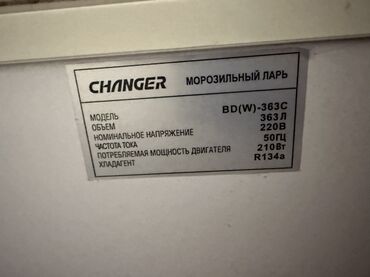 CHANGER МОРОЗИЛЬНЫЙ ЛАРЬ
МОДЕЛЬ BD(W)-363C
ОБЪЕМ 363Л
НОМИНАЛЬНОЕ НАПРЯЖЕНИЕ 220В
ЧАСТОТА ТОКА 50ГЦ
ПОТРЕБЛЯЕМАЯ МОЩНОСТЬ ДВИГАТЕЛЯ 210Вт
ХЛАДАГЕНТ R134a